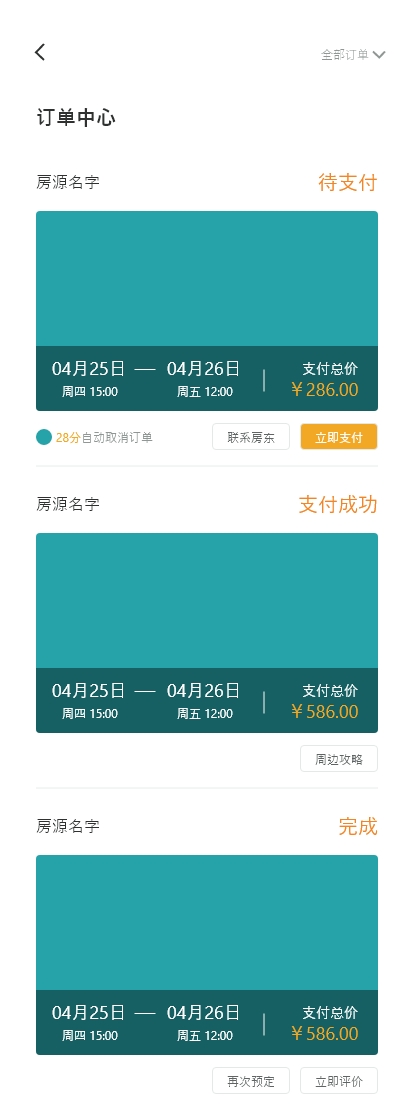 全部订单
订单中心
房源名字 待支付
04月25日 — 04月26日 支付总价
周四 15:00 周五 12:00 ￥286.00
28分自动取消订单 联系房东 立即支付
房源名字 支付成功
04月25日 — 04月26日 支付总价
周四 15:00 周五 12:00 ￥586.00
周边攻略
房源名字 完成
04月25日 — 04月26日 支付总价
周四 15:00 周五 12:00 ￥586.00
再次预定 立即评价